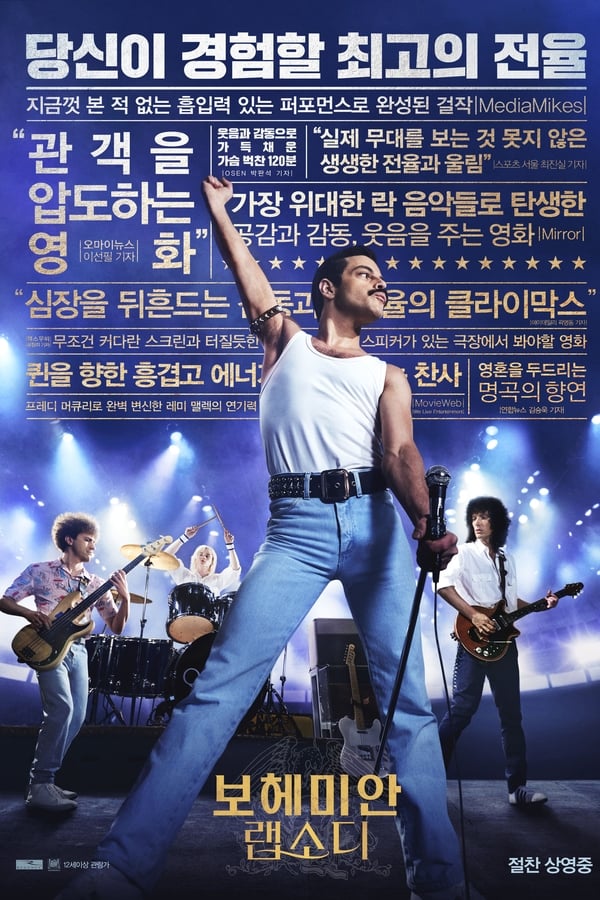 당신이 경험할 최고의 전율
지금껏 본 적 없는 흡입력 있는 퍼포먼스로 완성된 걸작 |MediaMikes|
“관 객 을
압도하는
영 화”
|오마이뉴스
이선필 기자|
웃음과 감동으로
가 득 채 운
가슴 벅찬 120분
|OSEN 박판석 기자|
“실제 무대를 보는 것 못지 않은
생생한 전율과 울림”
|스포츠 서울 최진실 기자|
가장 위대한 락 음악들로 탄생한
공감과 감동, 웃음을 주는 영화 |Mirror|
“심장을 뒤흔드는 율의 클라이막스”
무조건 커다란 스크린과 터질듯한 스피커가 있는 극장에서 봐야할 영화
퀸을 향한 흥겹고 에너 찬사
프레디 머큐리로 완벽 변신한 레미 맬렉의 연기력
|MovieWeb|
영혼을 두드리는
명곡의 향연
|연합뉴스 김승욱 기자|
보헤미안
랩소디
12세이상 관람가
절찬 상영중